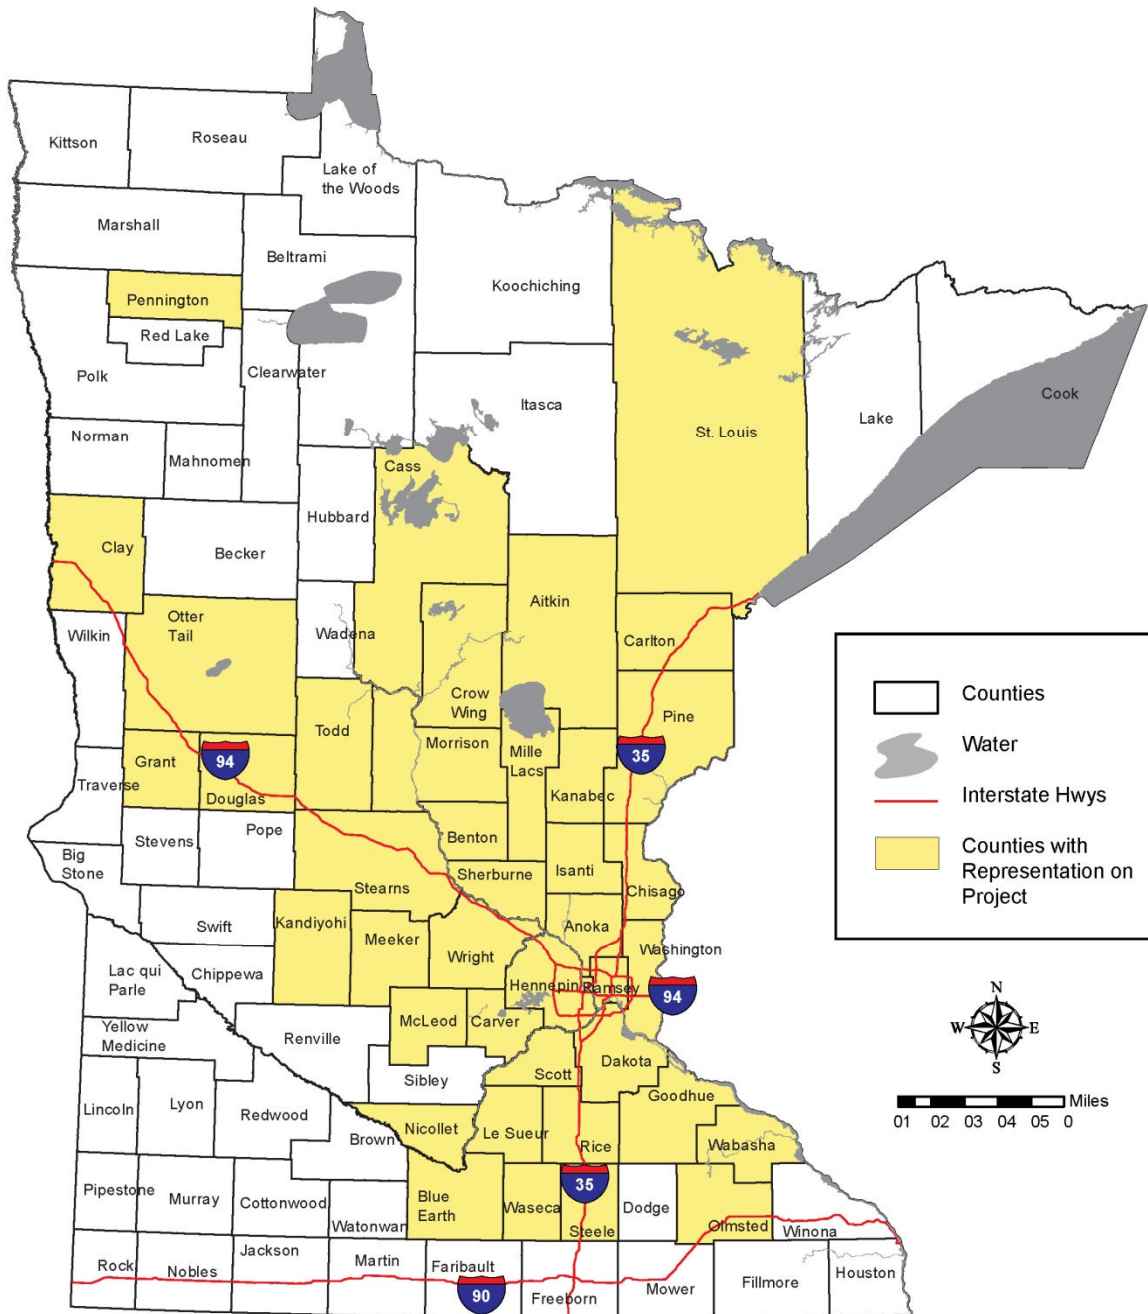 Kittson
Roseau
Lake of
the Woods
Marshall
Beltrami
Koochiching
Pennington
Red Lake
Polk
Clearwater
Itasca
St. Louis
Lake
Cook
Norman
Mahnomen
Cass
Hubbard
Clay
Becker
Otter
Tail
Wilkin
Wadena
Aitkin
Carlton
Crow
Wing
Pine
Todd
Morrison
Mille
Lacs
Grant
94
35
Traverse
Douglas
Kanabec
Stevens
Pope
Benton
Big
Stone
Sherburne
Isanti
Stearns
Chisago
Swift
Kandiyohi
Meeker
Anoka
Washington
Wright
Lac qui
Parle
Chippewa
Hennepin
Ramsey
94
McLeod
Carver
Yellow
Medicine
Renville
Sibley
Scott
Dakota
Lincoln
Lyon
Redwood
Goodhue
Nicollet
Le Sueur
Rice
Brown
Wabasha
Pipestone
Murray
Cottonwood
Watonwan
Blue
Earth
Waseca
35
Steele
Dodge
Olmsted
Winona
Rock
Nobles
Jackson
Martin
Faribault
90
Freeborn
Mower
Fillmore
Houston
Counties
Water
Interstate Hwys
Counties with
Representation on
Project
N
W E
S
01 02 03 04 05 0 Miles